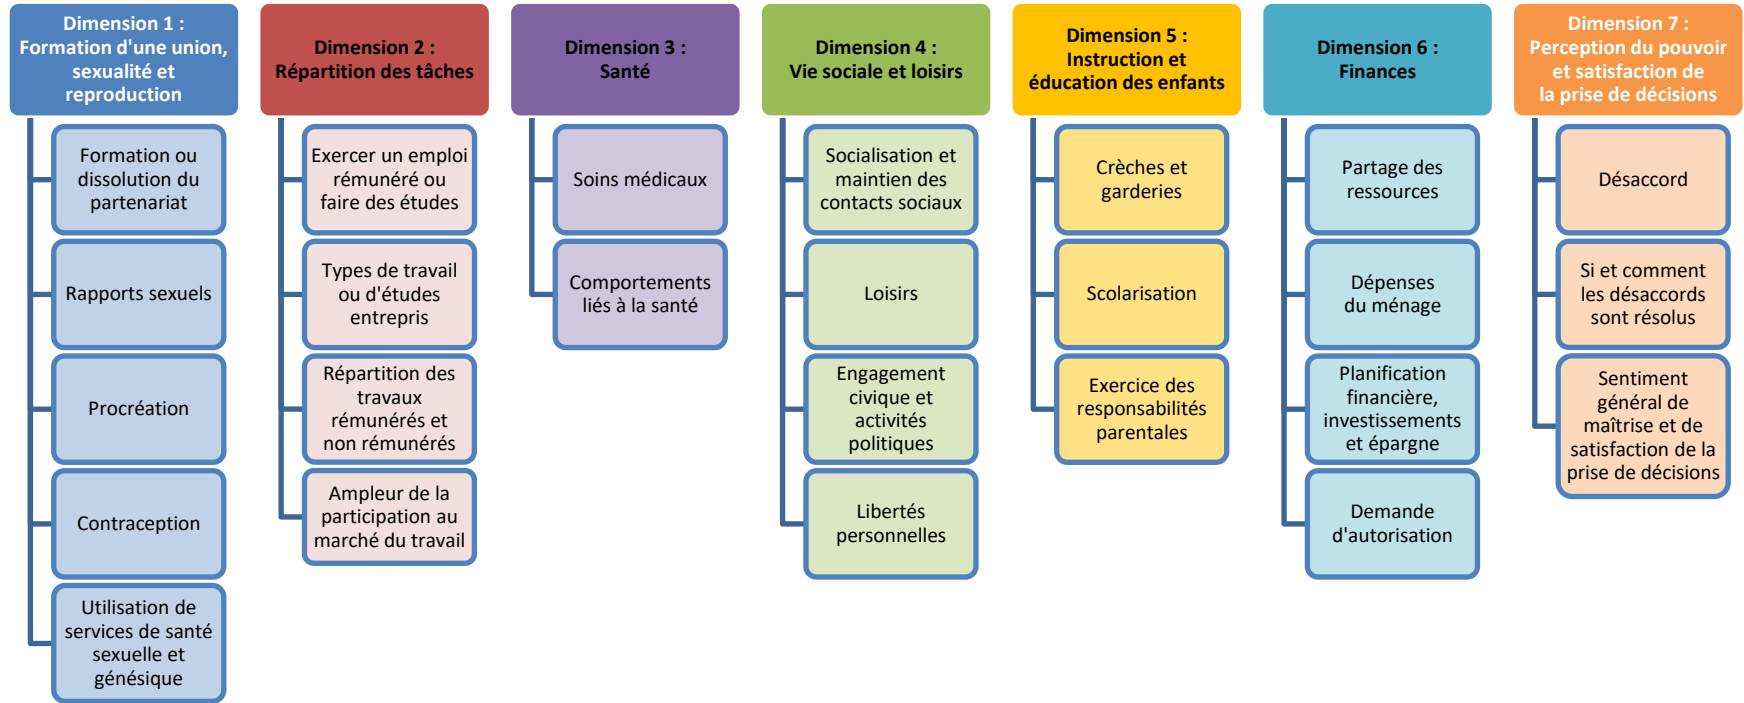 Dimension 1 :
Formation d'une union,
sexualité et
reproduction
Formation ou
dissolution du
partenariat
Rapports sexuels
Procréation
Contraception
Utilisation de
services de santé
sexuelle et
génésique
Dimension 2 :
Répartition des tâches
Exercer un emploi
rémunéré ou
faire des études
Types de travail
ou d'études
entrepris
Répartition des
travaux
rémunérés et
non rémunérés
Ampleur de la
participation au
marché du travail
Dimension 3 :
Santé
Soins médicaux
Comportements
liés à la santé
Dimension 4 :
Vie sociale et loisirs
Socialisation et
maintien des
contacts sociaux
Loisirs
Engagement
civique et
activités
politiques
Libertés
personnelles
Dimension 5 :
Instruction et
éducation des enfants
Crèches et
garderies
Scolarisation
Exercice des
responsabilités
parentales
Dimension 6 :
Finances
Partage des
ressources
Dépenses
du ménage
Planification
financière,
investissements
et épargne
Demande
d'autorisation
Dimension 7 :
Perception du pouvoir
et satisfaction de
la prise de décisions
Désaccord
Si et comment
les désaccords
sont résolus
Sentiment
général de
maîtrise et de
satisfaction de la
prise de décisions